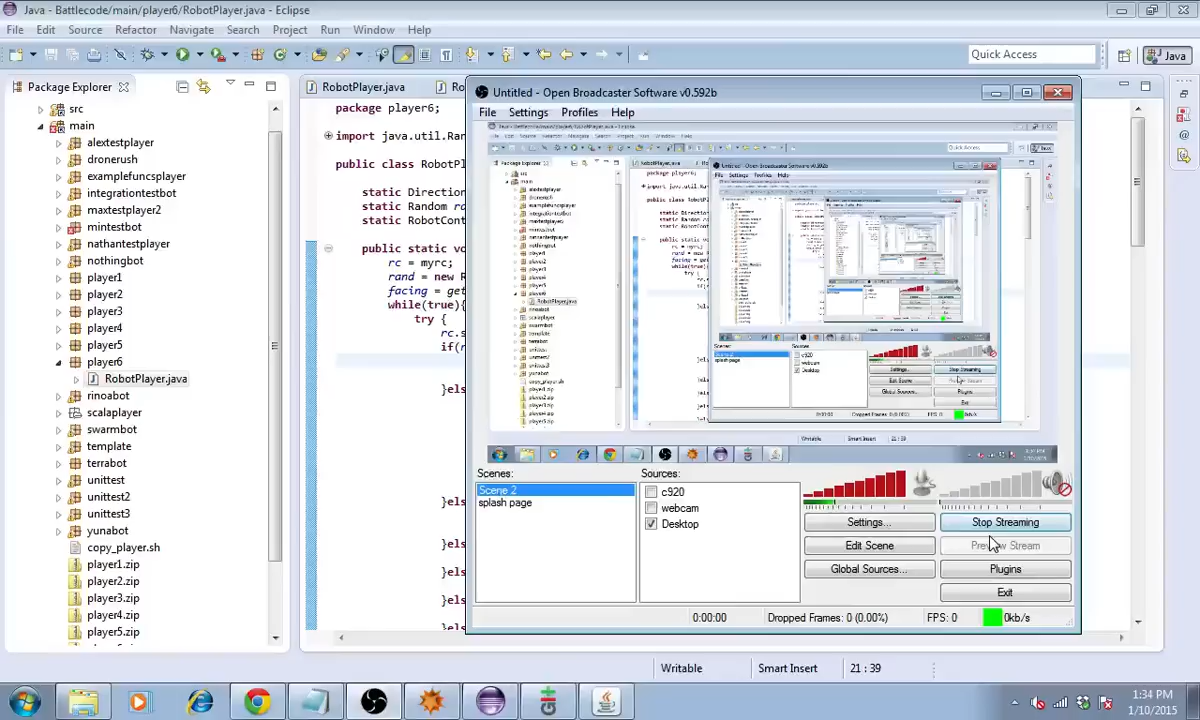 Java - Battlecode/main/player6/RobotPlayer.java - Eclipse
File Edit Source Refactor Navigate Search Project Run Window Help
Quick Access
Java
Package Explorer
src
main
alextestplayer
dronerush
examplefuncsplayer
integrationtestbot
maxtestplayer2
mintestbot
nathantestplayer
nothingbot
player1
player2
player3
player4
player5
player6
RobotPlayer.java
rinoabot
scalaplayer
swarmbot
template
terrabot
unittest
unittest2
unittest3
yunabot
copy_player.sh
player1.zip
player2.zip
player3.zip
player4.zip
player5.zip
RobotPlayer.java
package player6;
import java.util.Ran
public class RobotPl
static Direction
static Random ra
static RobotCont
public static vo
rc = myrc;
rand = new R
facing = get
while(true){
try {
rc.s
if(r
}els
}els
}els
}els
}els
}els
Untitled - Open Broadcaster Software v0.592b
File Settings Profiles Help
Scenes:
Scene 2
splash page
Sources:
c920
webcam
Desktop
Settings...
Stop Streaming
Edit Scene
Preview Stream
Global Sources...
Plugins
Exit
0:00:00
Dropped Frames: 0 (0.00%)
FPS: 0
0kb/s
Writable
Smart Insert
21 : 39
1:34 PM
1/10/2015